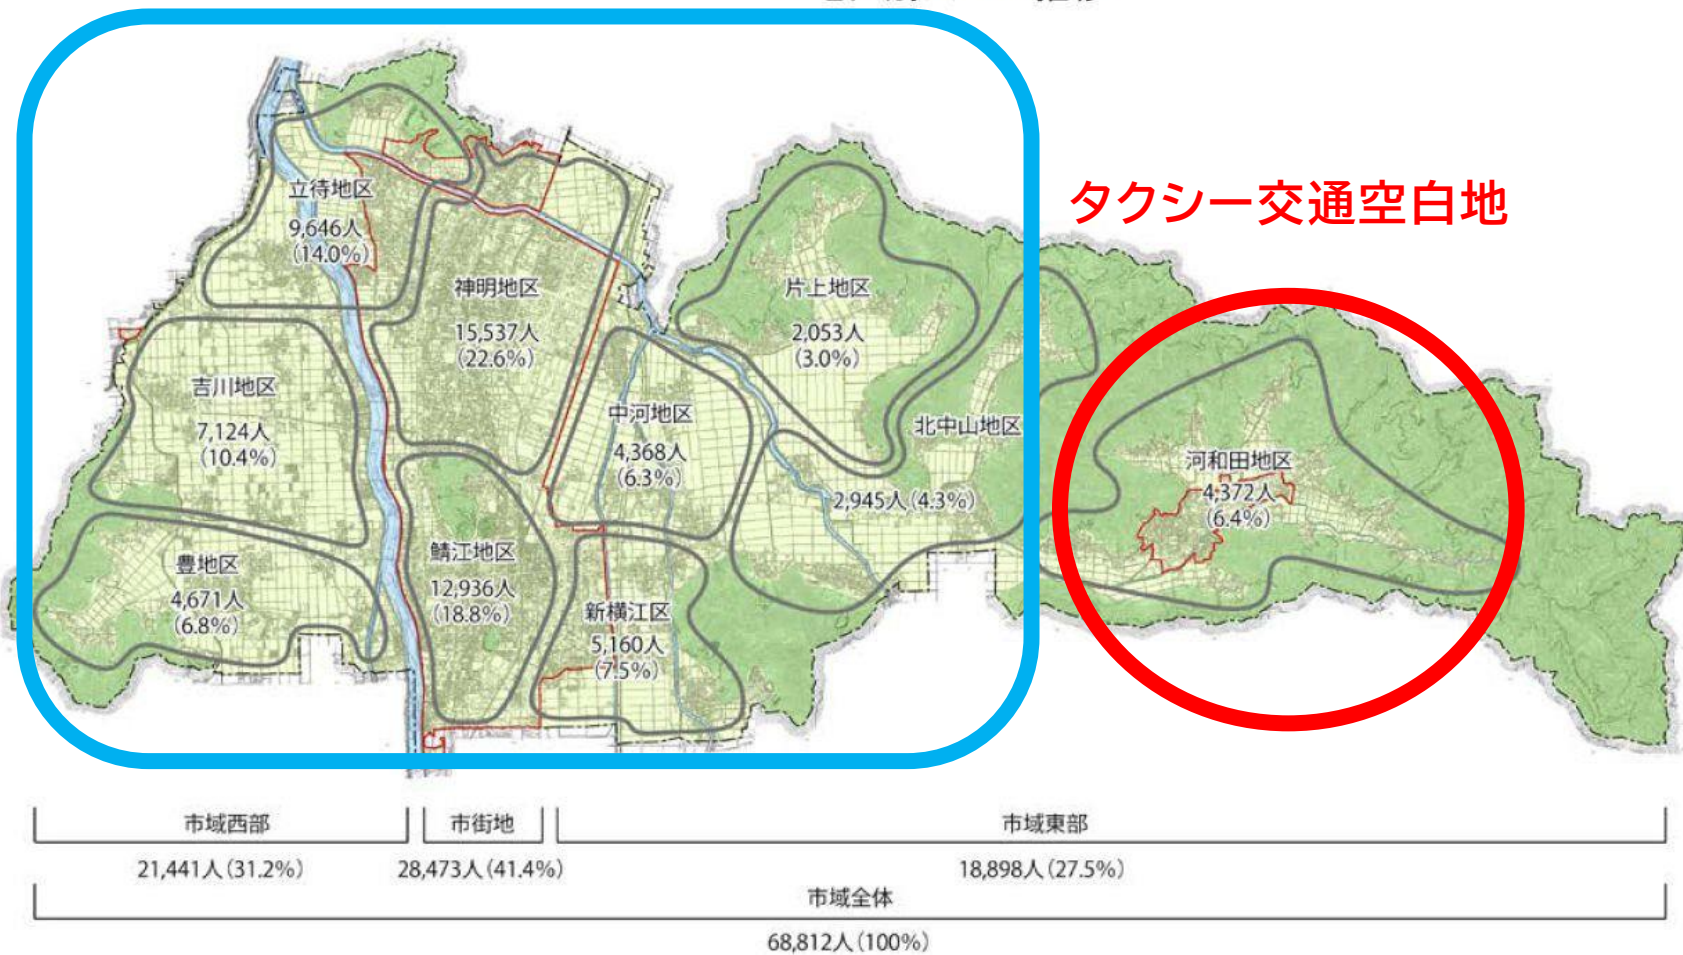 タクシー交通空白地
立待地区
9,646人
(14.0%)
神明地区
15,537人
(22.6%)
片上地区
2,053人
(3.0%)
吉川地区
7,124人
(10.4%)
中河地区
4,368人
(6.3%)
北中山地区
2,945人(4.3%)
河和田地区
4,372人
(6.4%)
豊地区
4,671人
(6.8%)
鯖江地区
12,936人
(18.8%)
新横江区
5,160人
(7.5%)
市域西部
市街地
市域東部
21,441人(31.2%)
28,473人(41.4%)
18,898人(27.5%)
市域全体
68,812人(100%)